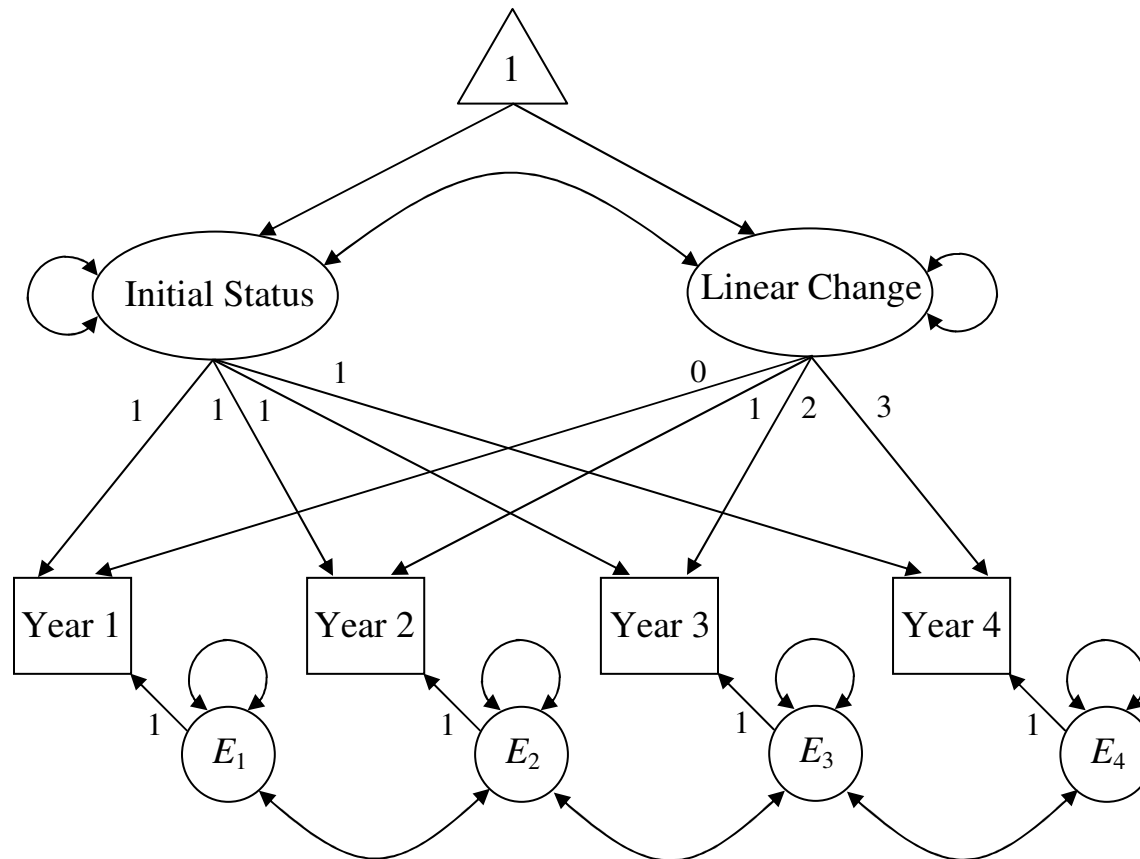 1
Initial Status
Linear Change
1
0
1
1
1
1
2
3
Year 1
Year 2
Year 3
Year 4
1
1
1
1
E₁
E₂
E₃
E₄